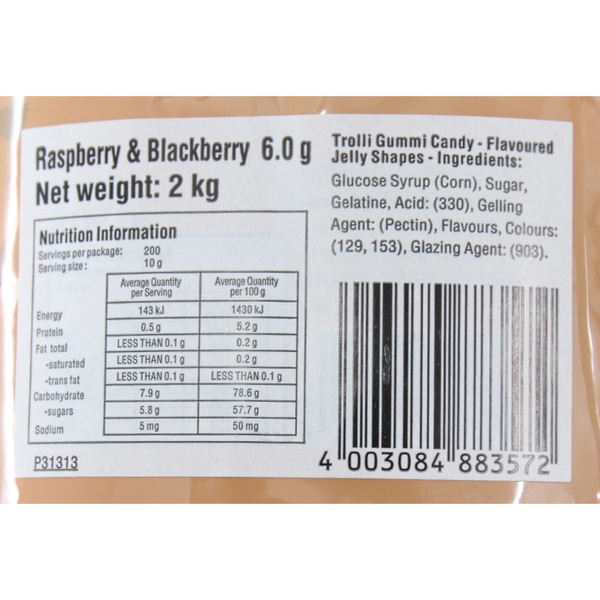 Raspberry & Blackberry 6.0 g
Net weight: 2 kg
Nutrition Information
Servings per package: 200
Serving size: 10 g
Average Quantity per Serving Average Quantity per 100 g
Energy 143 kJ 1430 kJ
Protein 0.5 g 5.2 g
Fat total LESS THAN 0.1 g 0.2 g
-saturated LESS THAN 0.1 g 0.2 g
-trans fat LESS THAN 0.1 g LESS THAN 0.1 g
Carbohydrate 7.9 g 78.6 g
-sugars 5.8 g 57.7 g
Sodium 5 mg 50 mg
P31313
Trolli Gummi Candy - Flavoured
Jelly Shapes - Ingredients:
Glucose Syrup (Corn), Sugar,
Gelatine, Acid: (330), Gelling
Agent: (Pectin), Flavours, Colours:
(129, 153), Glazing Agent: (903).
4 003084 883572